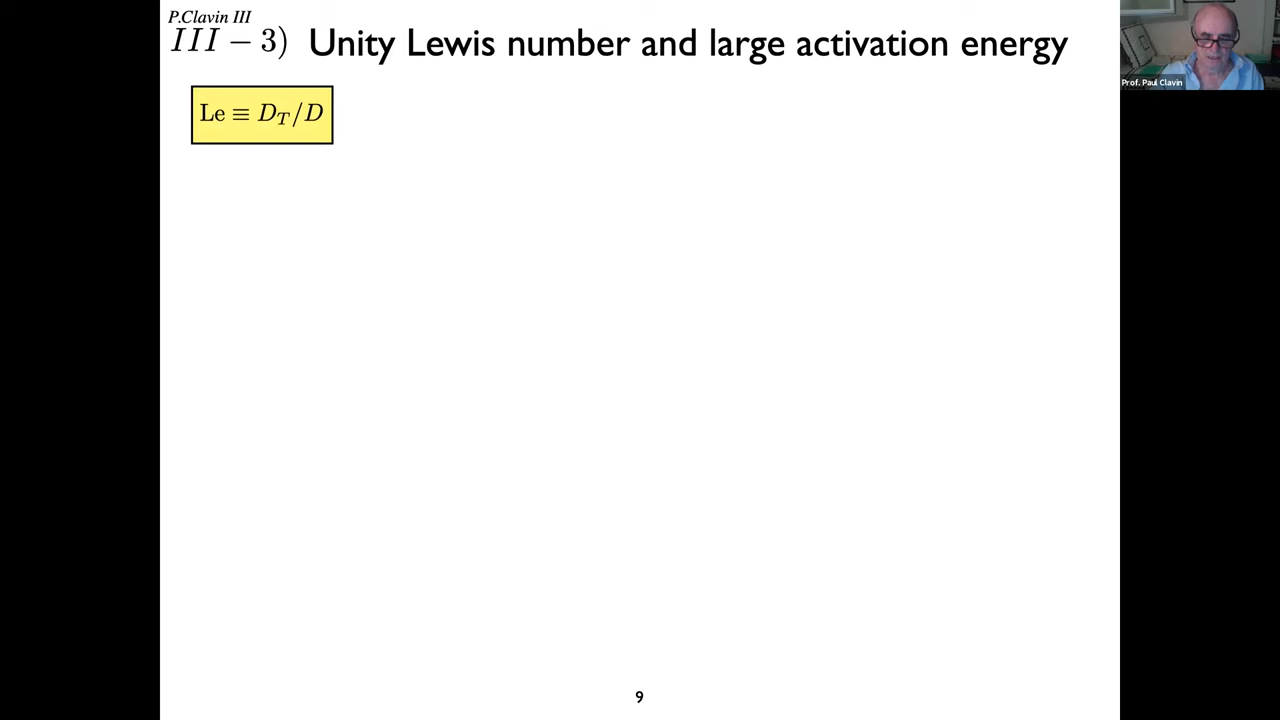 P.Clavin III
III − 3) Unity Lewis number and large activation energy
Le ≡ D_T/D
Prof. Paul Clavin
9